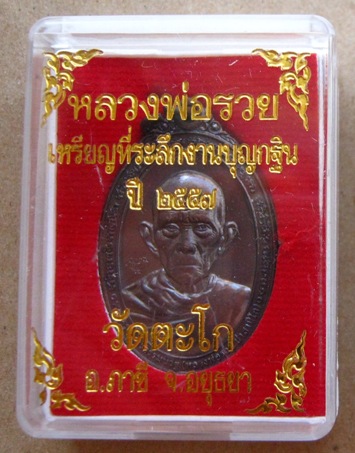 หลวงพ่อรวย
เหรียญที่ระลึกงานบุญกฐิน
ปี ๒๕๕๗
วัดตะโก
อ.ภาชี จ.อยุธยา